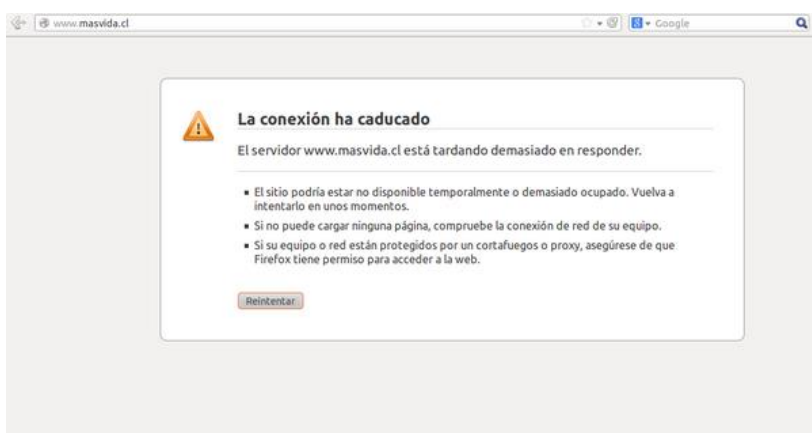 www.masvida.cl
Google
La conexión ha caducado
El servidor www.masvida.cl está tardando demasiado en responder.
El sitio podría estar no disponible temporalmente o demasiado ocupado. Vuelva a
intentarlo en unos momentos.
Si no puede cargar ninguna página, compruebe la conexión de red de su equipo.
Si su equipo o red están protegidos por un cortafuegos o proxy, asegúrese de que
Firefox tiene permiso para acceder a la web.
Reintentar